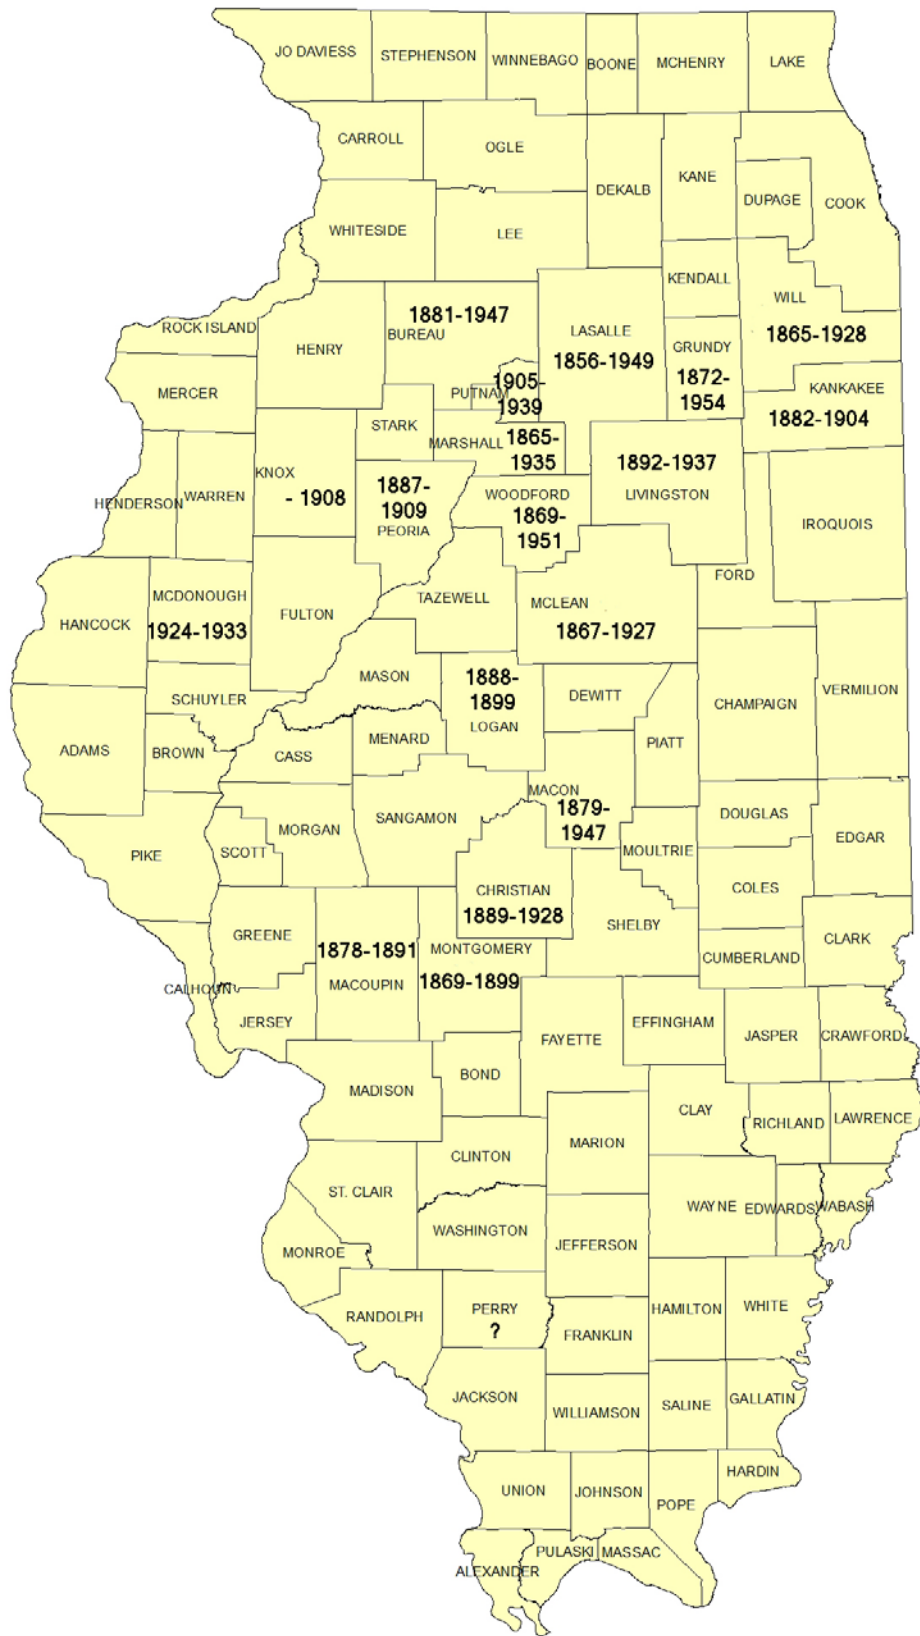 JO DAVIESS
STEPHENSON
WINNEBAGO
BOONE
MCHENRY
LAKE
CARROLL
OGLE
DEKALB
KANE
DUPAGE
COOK
WHITESIDE
LEE
KENDALL
WILL
1865-1928
ROCK ISLAND
HENRY
BUREAU
1881-1947
LASALLE
1856-1949
GRUNDY
1872-
1954
KANKAKEE
1882-1904
MERCER
PUTNAM
1905-
1939
STARK
MARSHALL
1865-
1935
HENDERSON
WARREN
KNOX
- 1908
1887-
1909
PEORIA
WOODFORD
1869-
1951
1892-1937
LIVINGSTON
IROQUOIS
FORD
HANCOCK
MCDONOUGH
1924-1933
FULTON
TAZEWELL
MCLEAN
1867-1927
MASON
1888-
1899
LOGAN
DEWITT
CHAMPAIGN
VERMILION
SCHUYLER
ADAMS
BROWN
CASS
MENARD
PIATT
MACON
1879-
1947
SANGAMON
DOUGLAS
EDGAR
PIKE
SCOTT
MORGAN
MOULTRIE
COLES
CHRISTIAN
1889-1928
SHELBY
GREENE
1878-1891
MACOUPIN
MONTGOMERY
1869-1899
CUMBERLAND
CLARK
CALHOUN
JERSEY
FAYETTE
EFFINGHAM
JASPER
CRAWFORD
MADISON
BOND
CLAY
RICHLAND
LAWRENCE
CLINTON
MARION
ST. CLAIR
WASHINGTON
WAYNE
EDWARDS
WABASH
MONROE
JEFFERSON
RANDOLPH
PERRY
?
FRANKLIN
HAMILTON
WHITE
JACKSON
WILLIAMSON
SALINE
GALLATIN
UNION
JOHNSON
POPE
HARDIN
ALEXANDER
PULASKI
MASSAC